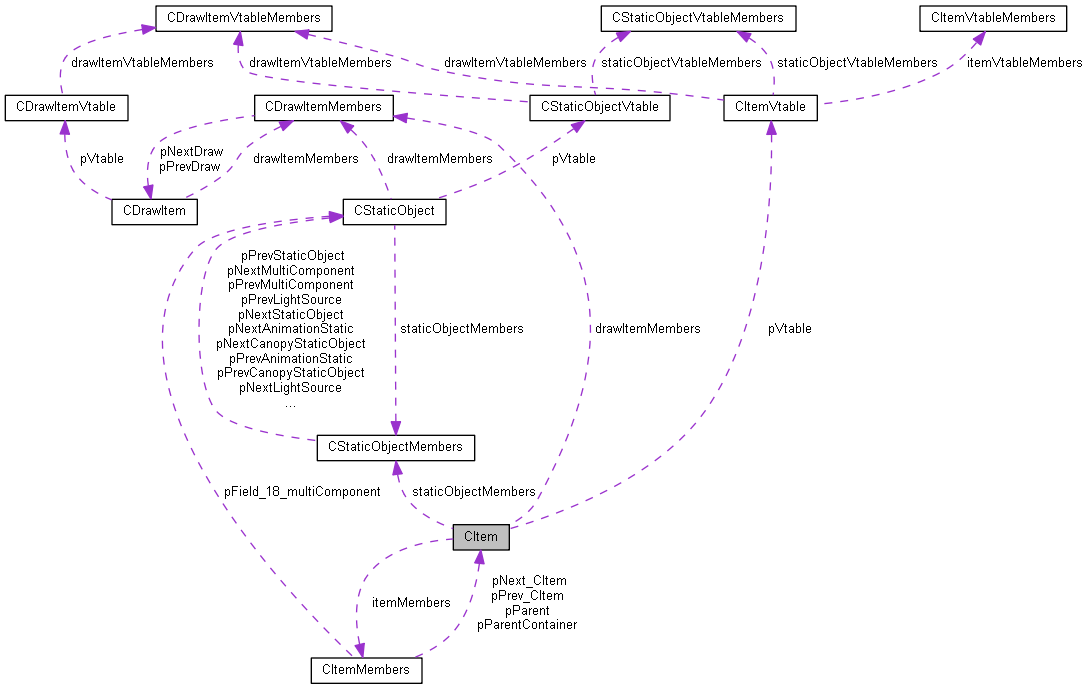 CDrawItemVtableMembers
CStaticObjectVtableMembers
CItemVtableMembers
drawItemVtableMembers
drawItemVtableMembers
drawItemVtableMembers
staticObjectVtableMembers
staticObjectVtableMembers
itemVtableMembers
CDrawItemVtable
CDrawItemMembers
CStaticObjectVtable
CItemVtable
pVtable
pNextDraw
pPrevDraw
drawItemMembers
drawItemMembers
pVtable
CDrawItem
CStaticObject
pPrevStaticObject
pNextMultiComponent
pPrevMultiComponent
pPrevLightSource
pNextStaticObject
pNextAnimationStatic
pNextCanopyStaticObject
pPrevAnimationStatic
pPrevCanopyStaticObject
pNextLightSource
...
staticObjectMembers
drawItemMembers
pVtable
CStaticObjectMembers
pField_18_multiComponent
staticObjectMembers
CItem
itemMembers
pNext_CItem
pPrev_CItem
pParent
pParentContainer
CItemMembers